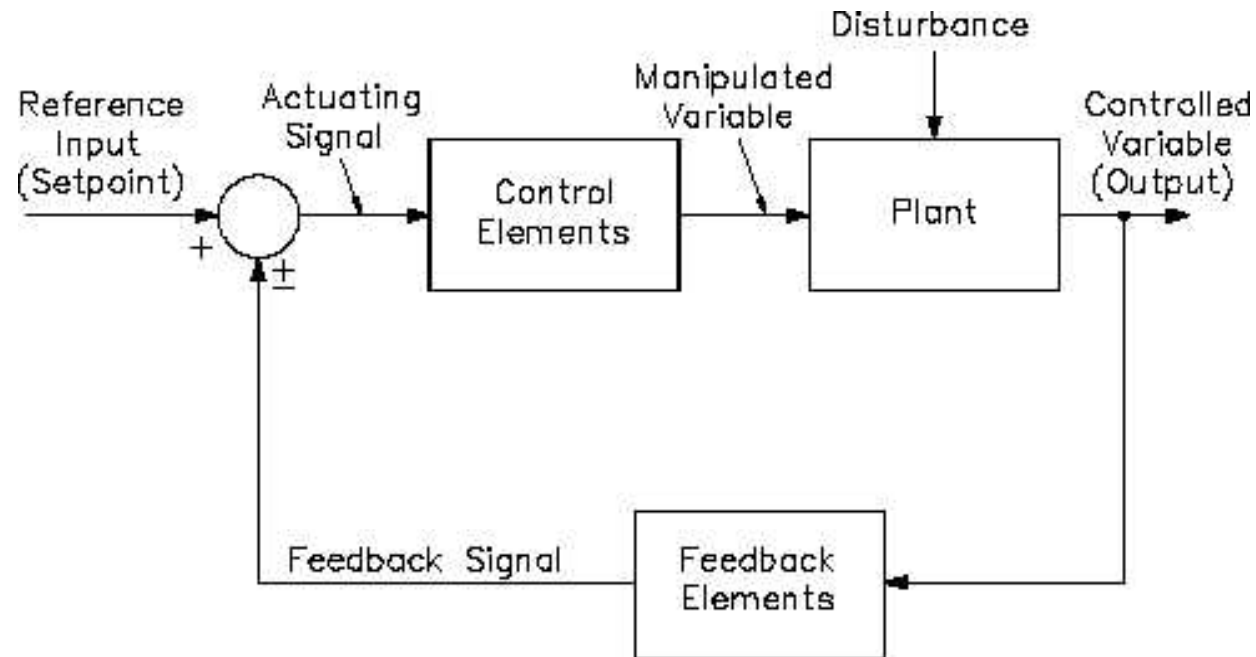 Disturbance
Reference
Input
(Setpoint)
+
±
Actuating
Signal
Control
Elements
Manipulated
Variable
Plant
Controlled
Variable
(Output)
Feedback Signal
Feedback
Elements